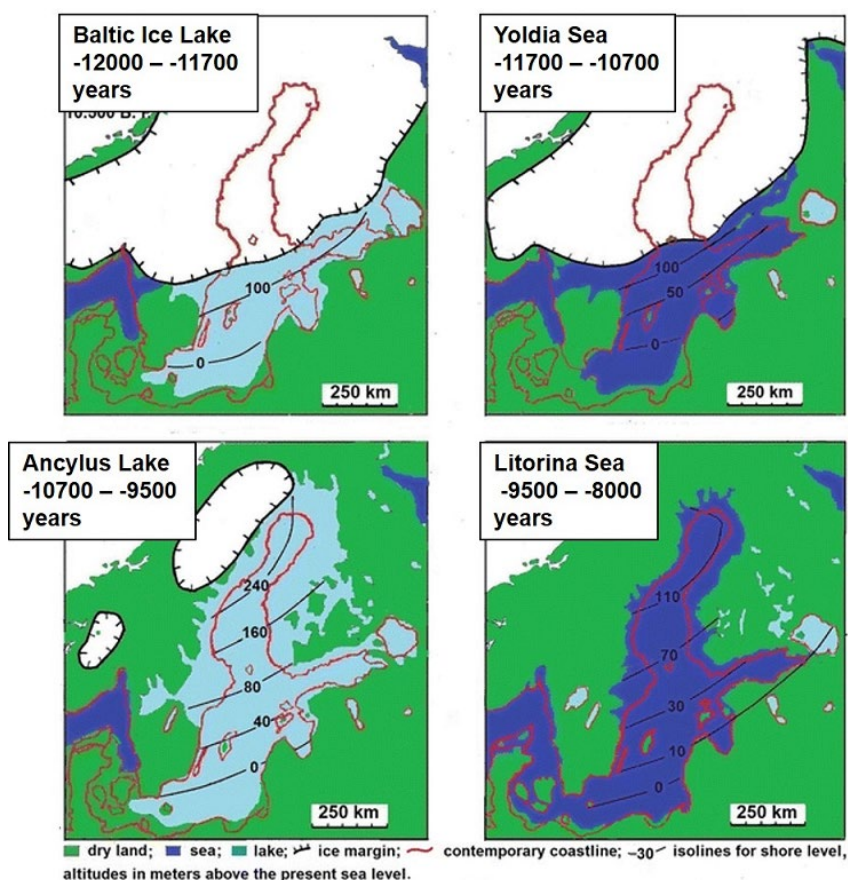 Baltic Ice Lake
-12000 – -11700
years
10.300 B. P.
100
0
250 km
Yoldia Sea
-11700 – -10700
years
100
50
0
250 km
Ancylus Lake
-10700 – -9500
years
240
160
80
40
0
250 km
Litorina Sea
-9500 – -8000
years
110
70
30
10
0
250 km
dry land; sea; lake; ice margin; contemporary coastline; –30 isolines for shore level,
altitudes in meters above the present sea level.